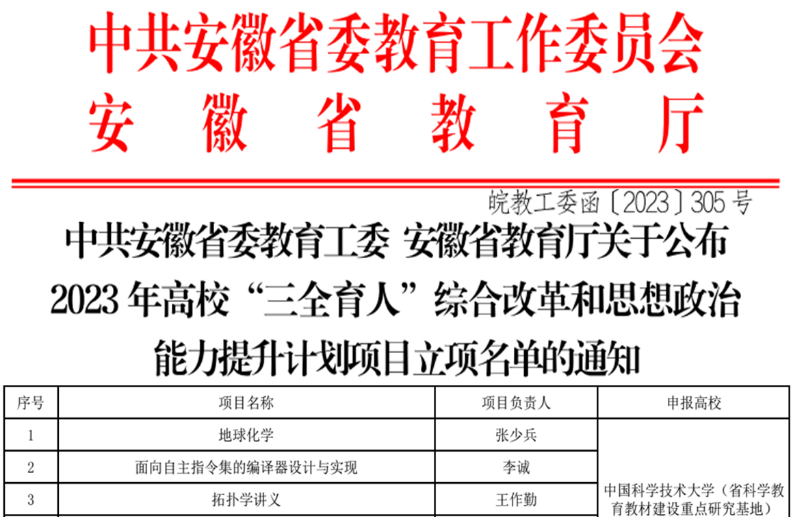 中共安徽省委教育工作委员会
安徽省教育厅
皖教工委函〔2023〕305号
中共安徽省委教育工委 安徽省教育厅关于公布
2023年高校“三全育人”综合改革和思想政治
能力提升计划项目立项名单的通知
序号 项目名称 项目负责人 申报高校
1 地球化学 张少兵
2 面向自主指令集的编译器设计与实现 李诚
3 拓扑学讲义 王作勤
中国科学技术大学（省科学教
育教材建设重点研究基地）